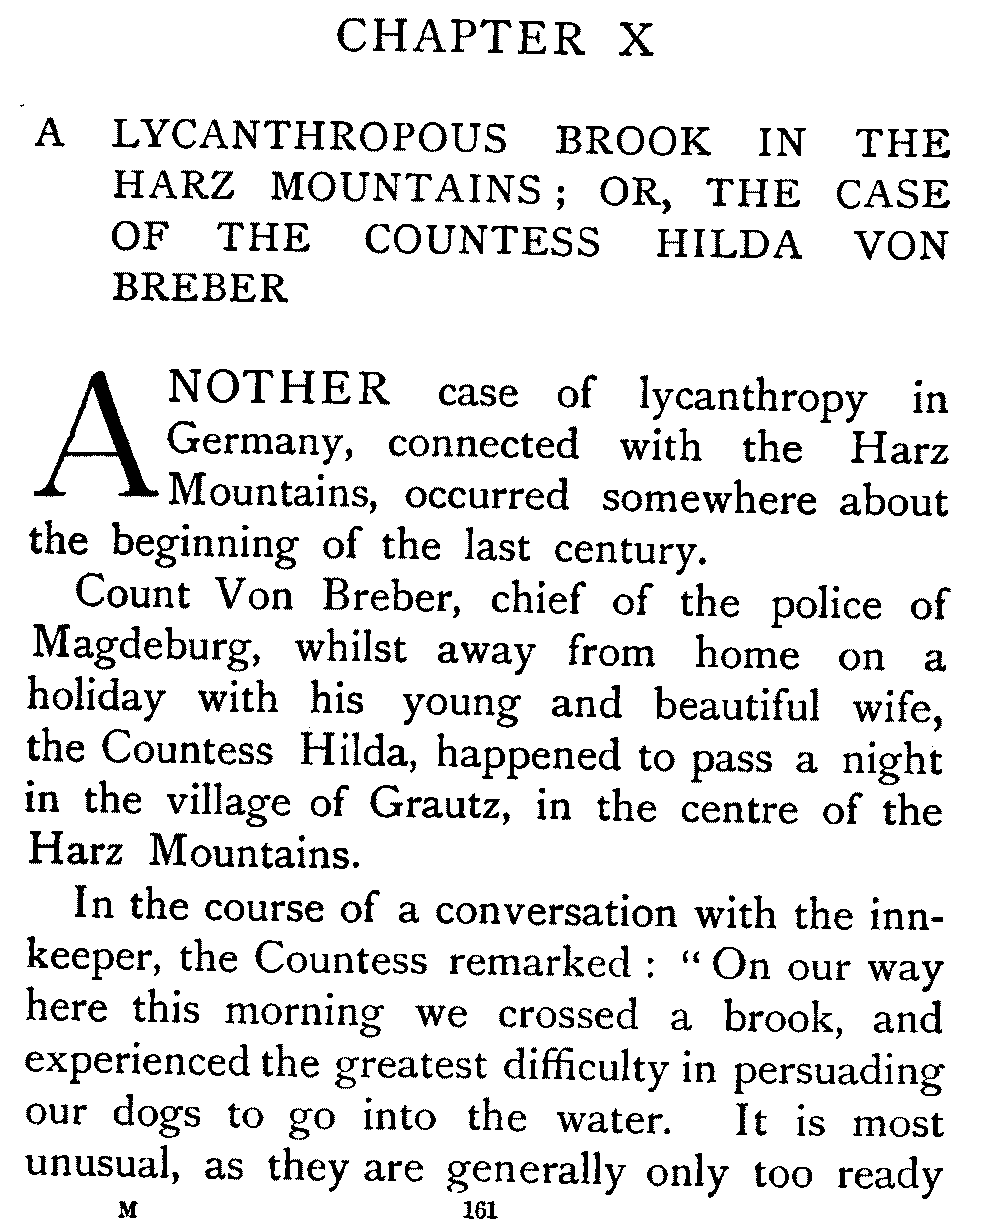 CHAPTER X
A LYCANTHROPOUS BROOK IN THE
HARZ MOUNTAINS; OR, THE CASE
OF THE COUNTESS HILDA VON
BREBER
ANOTHER case of lycanthropy in
Germany, connected with the Harz
Mountains, occurred somewhere about
the beginning of the last century.
Count Von Breber, chief of the police of
Magdeburg, whilst away from home on a
holiday with his young and beautiful wife,
the Countess Hilda, happened to pass a night
in the village of Grautz, in the centre of the
Harz Mountains.
In the course of a conversation with the inn-
keeper, the Countess remarked : “ On our way
here this morning we crossed a brook, and
experienced the greatest difficulty in persuading
our dogs to go into the water. It is most
unusual, as they are generally only too ready
M 161